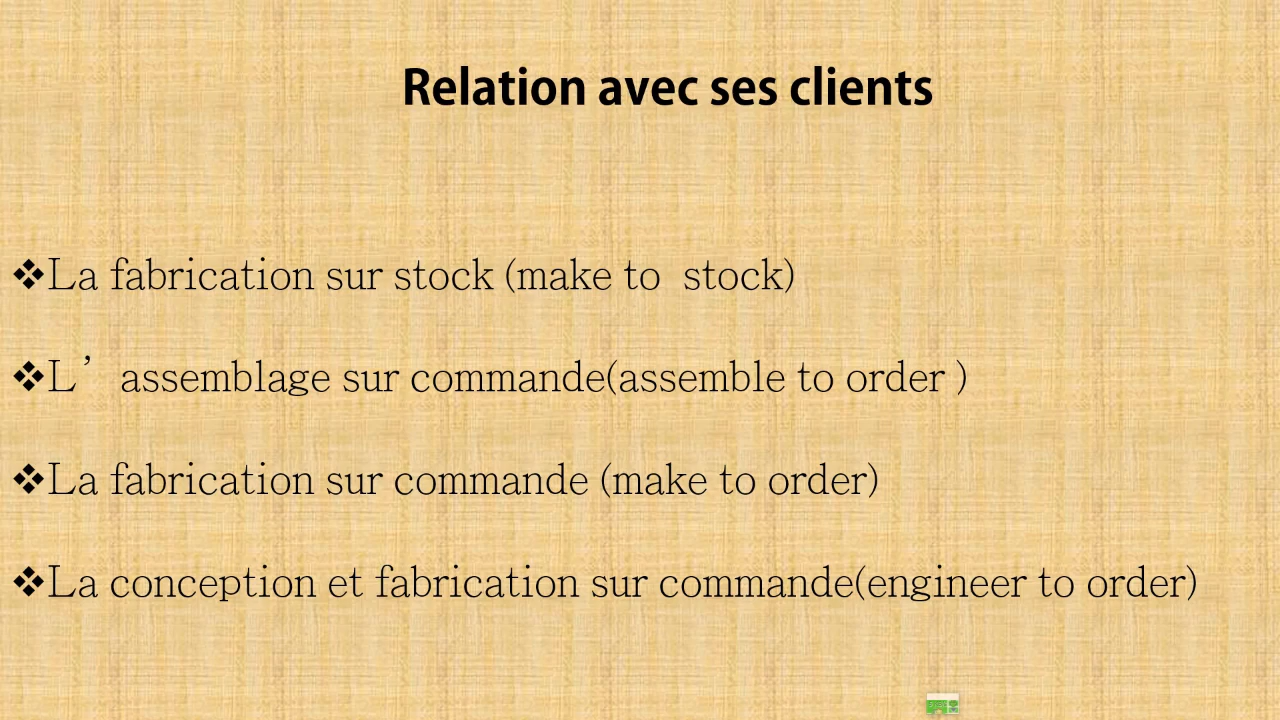 Relation avec ses clients
❖La fabrication sur stock (make to  stock)
❖L’ assemblage sur commande(assemble to order )
❖La fabrication sur commande (make to order)
❖La conception et fabrication sur commande(engineer to order)